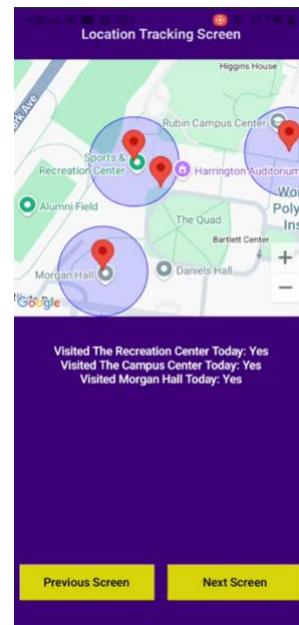 Location Tracking Screen
Higgins House
Rubin Campus Center
Sports &
Recreation Center
Harrington Auditorium
Alumni Field
The Quad
Bartlett Center
Morgan Hall
Daniels Hall
Google
Visited The Recreation Center Today: Yes
Visited The Campus Center Today: Yes
Visited Morgan Hall Today: Yes
Previous Screen
Next Screen